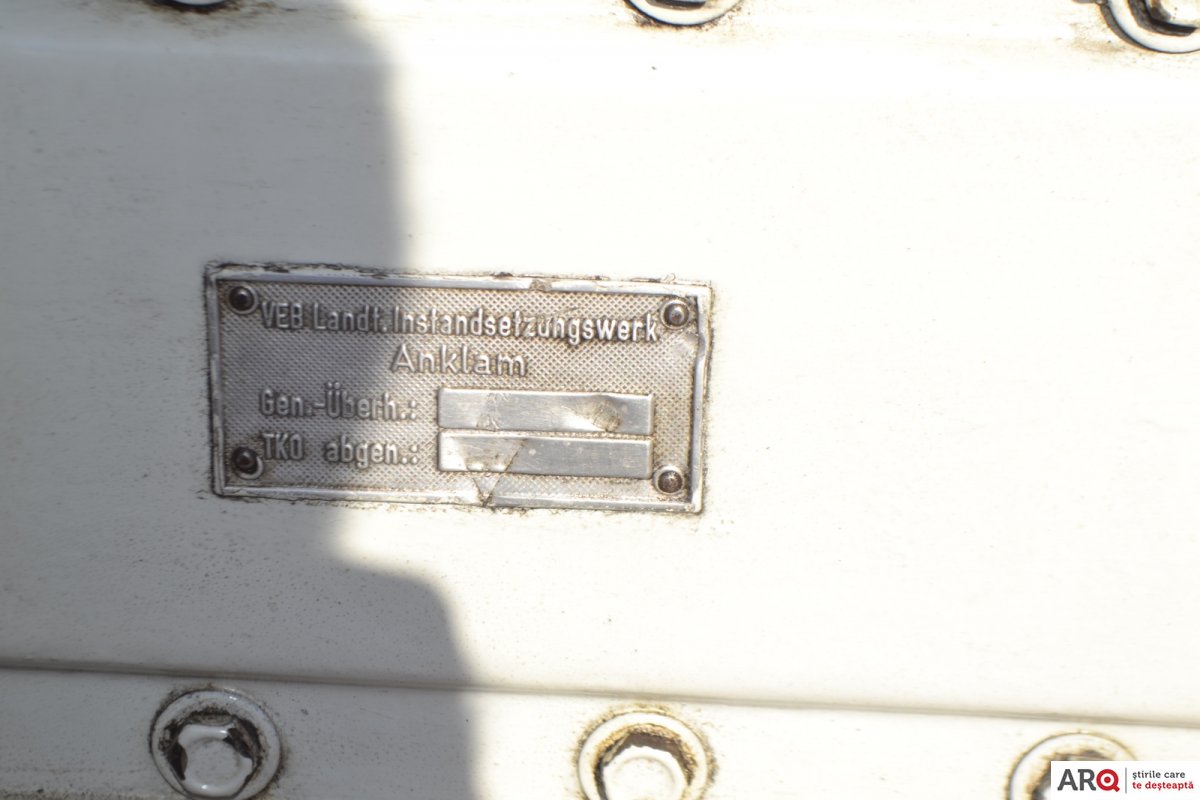 VEB Landt. Instandsetzungswerk
Anklam
Gen.-Überh.:
TKO abgen.:
ARQ
știrile care
te deșteaptă